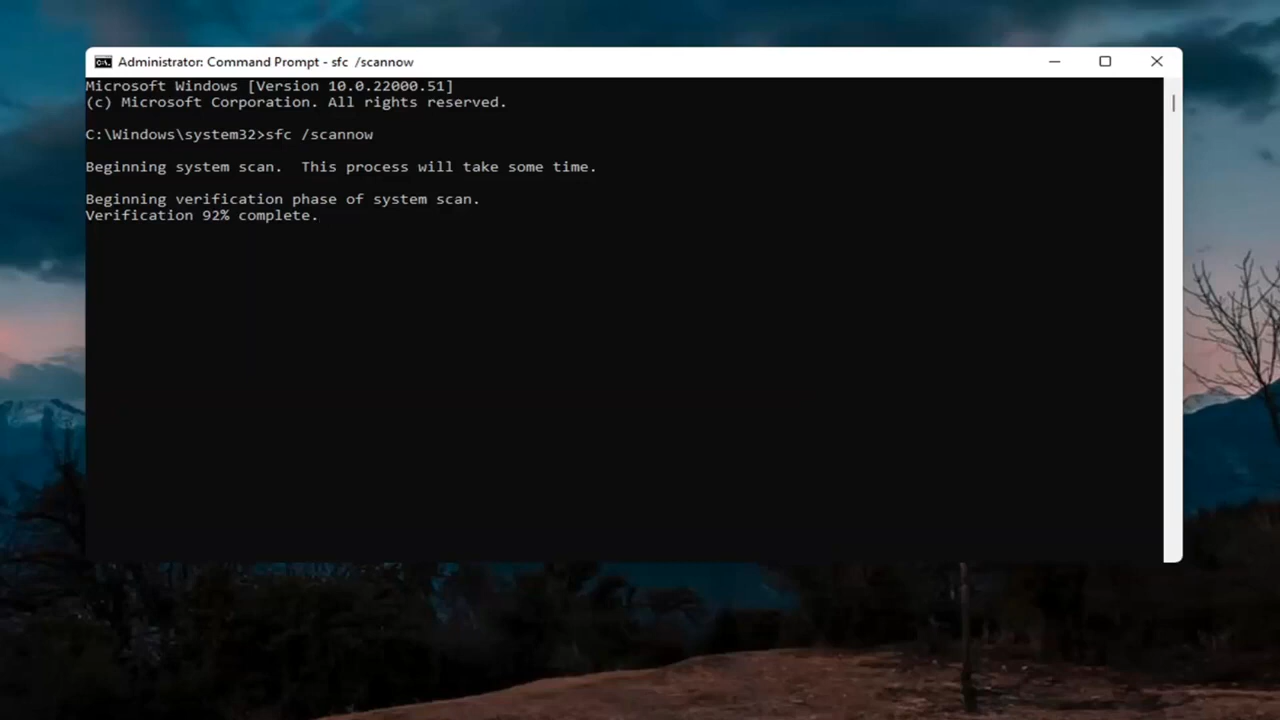 Administrator: Command Prompt - sfc  /scannow
Microsoft Windows [Version 10.0.22000.51]
(c) Microsoft Corporation. All rights reserved.
C:\Windows\system32>sfc /scannow
Beginning system scan.  This process will take some time.
Beginning verification phase of system scan.
Verification 92% complete.